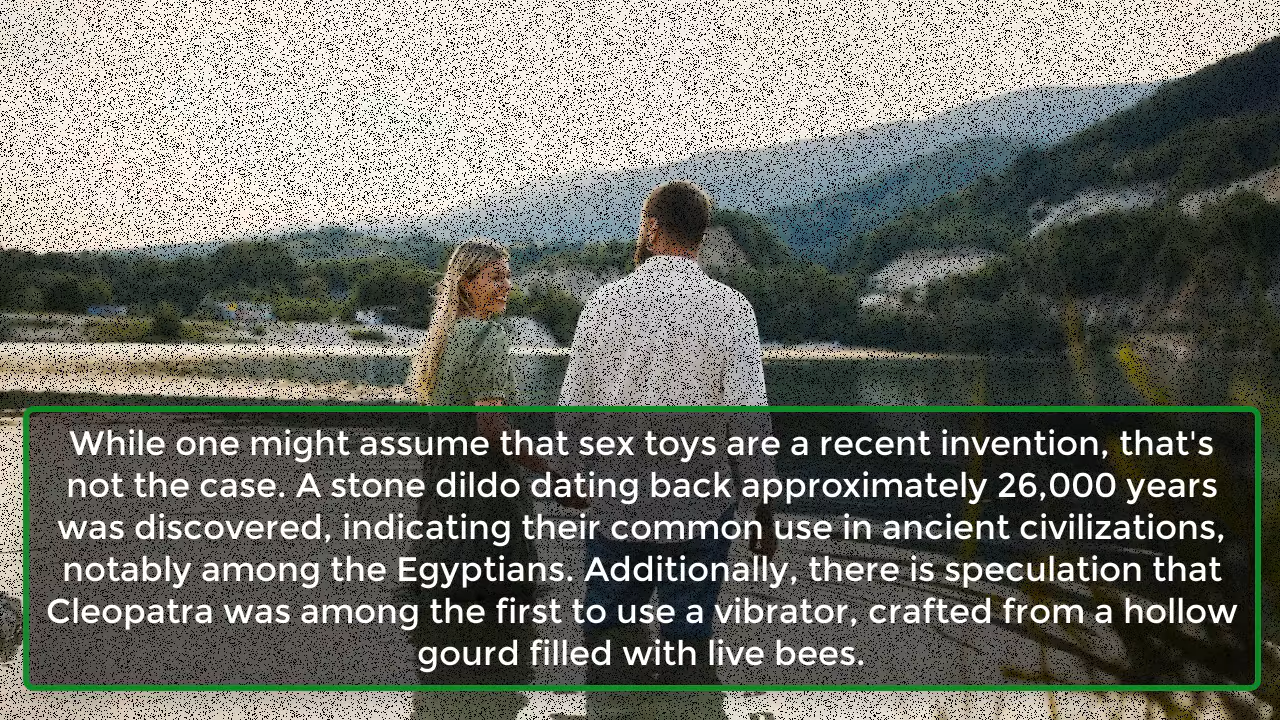 While one might assume that sex toys are a recent invention, that's
not the case. A stone dildo dating back approximately 26,000 years
was discovered, indicating their common use in ancient civilizations,
notably among the Egyptians. Additionally, there is speculation that
Cleopatra was among the first to use a vibrator, crafted from a hollow
gourd filled with live bees.